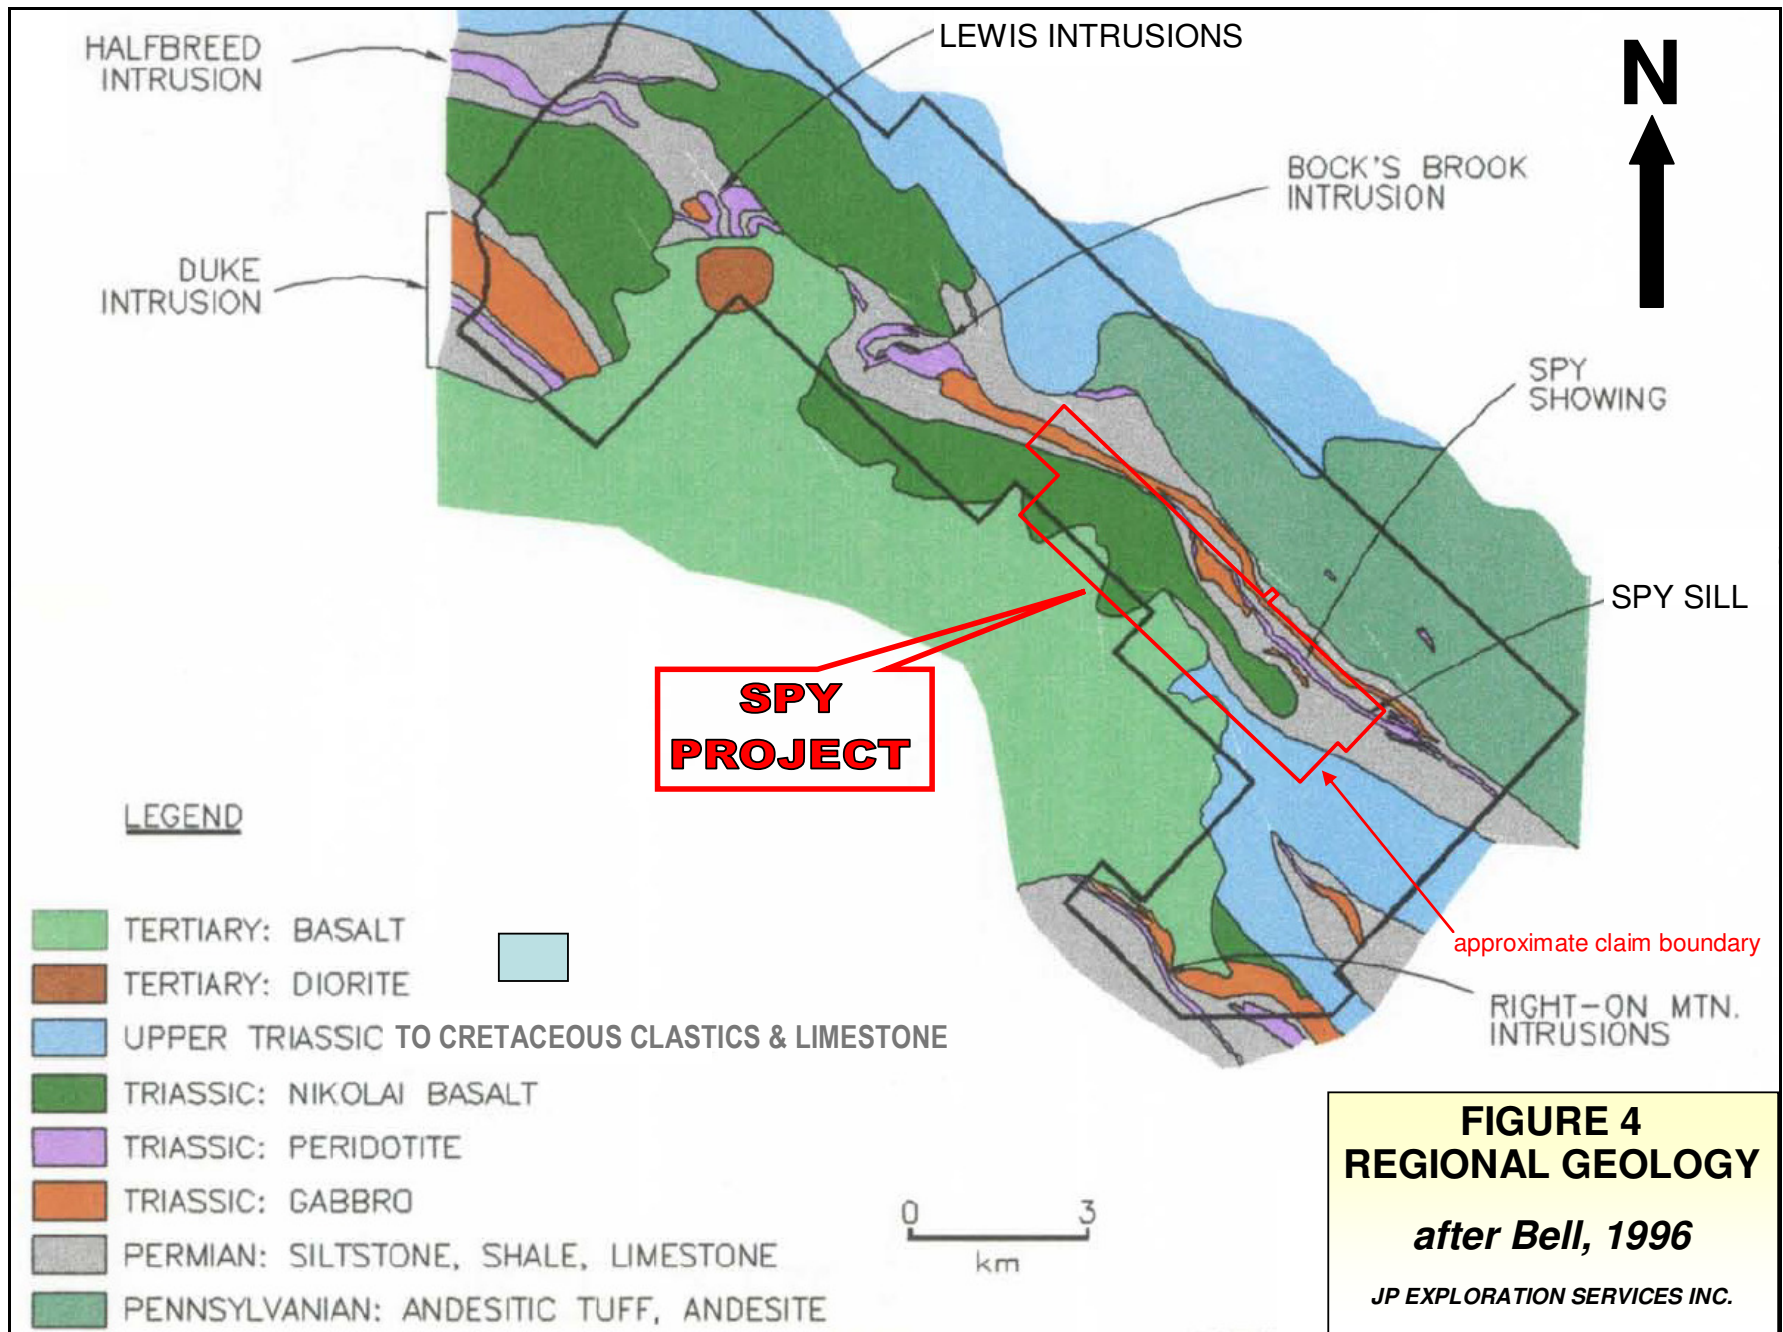 HALFBREED
INTRUSION
LEWIS INTRUSIONS
N
BOCK'S BROOK
INTRUSION
DUKE
INTRUSION
SPY
SHOWING
SPY SILL
SPY
PROJECT
approximate claim boundary
RIGHT-ON MTN.
INTRUSIONS
LEGEND
TERTIARY: BASALT
TERTIARY: DIORITE
UPPER TRIASSIC TO CRETACEOUS CLASTICS & LIMESTONE
TRIASSIC: NIKOLAI BASALT
TRIASSIC: PERIDOTITE
TRIASSIC: GABBRO
PERMIAN: SILTSTONE, SHALE, LIMESTONE
PENNSYLVANIAN: ANDESITIC TUFF, ANDESITE
0 3
km
FIGURE 4
REGIONAL GEOLOGY
after Bell, 1996
JP EXPLORATION SERVICES INC.